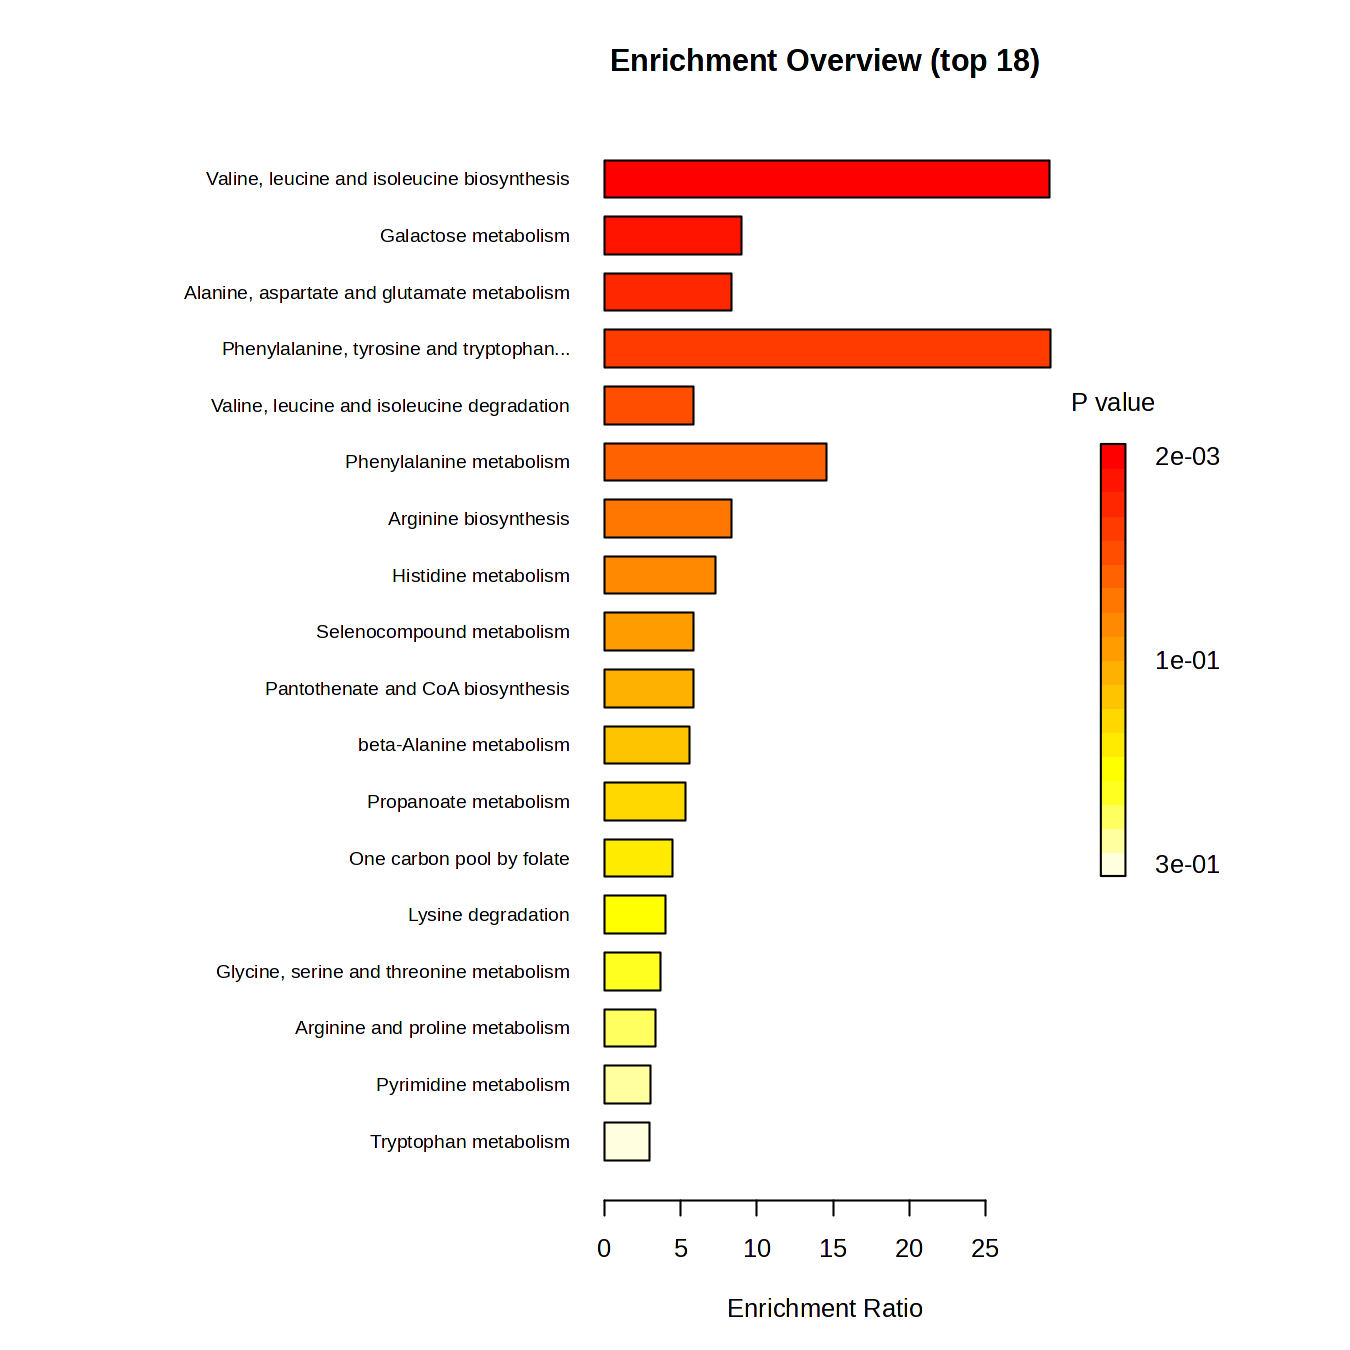 Enrichment Overview (top 18)
Valine, leucine and isoleucine biosynthesis
Galactose metabolism
Alanine, aspartate and glutamate metabolism
Phenylalanine, tyrosine and tryptophan...
Valine, leucine and isoleucine degradation
Phenylalanine metabolism
Arginine biosynthesis
Histidine metabolism
Selenocompound metabolism
Pantothenate and CoA biosynthesis
beta-Alanine metabolism
Propanoate metabolism
One carbon pool by folate
Lysine degradation
Glycine, serine and threonine metabolism
Arginine and proline metabolism
Pyrimidine metabolism
Tryptophan metabolism
P value
2e-03
1e-01
3e-01
0 5 10 15 20 25
Enrichment Ratio